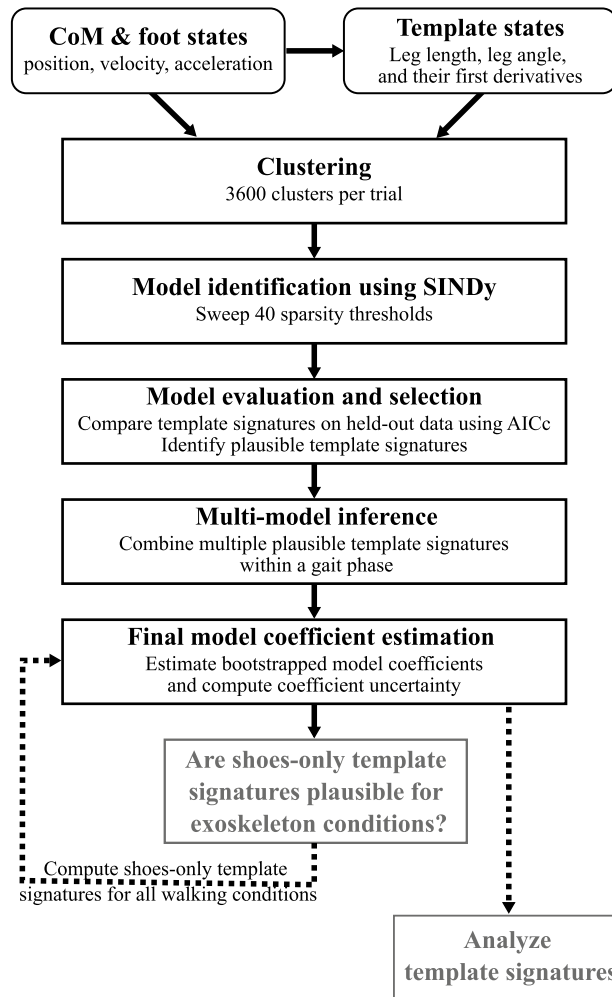 CoM & foot states
position, velocity, acceleration
Template states
Leg length, leg angle,
and their first derivatives
Clustering
3600 clusters per trial
Model identification using SINDy
Sweep 40 sparsity thresholds
Model evaluation and selection
Compare template signatures on held-out data using AICc
Identify plausible template signatures
Multi-model inference
Combine multiple plausible template signatures
within a gait phase
Final model coefficient estimation
Estimate bootstrapped model coefficients
and compute coefficient uncertainty
Are shoes-only template
signatures plausible for
exoskeleton conditions?
Compute shoes-only template
signatures for all walking conditions
Analyze
template signatures